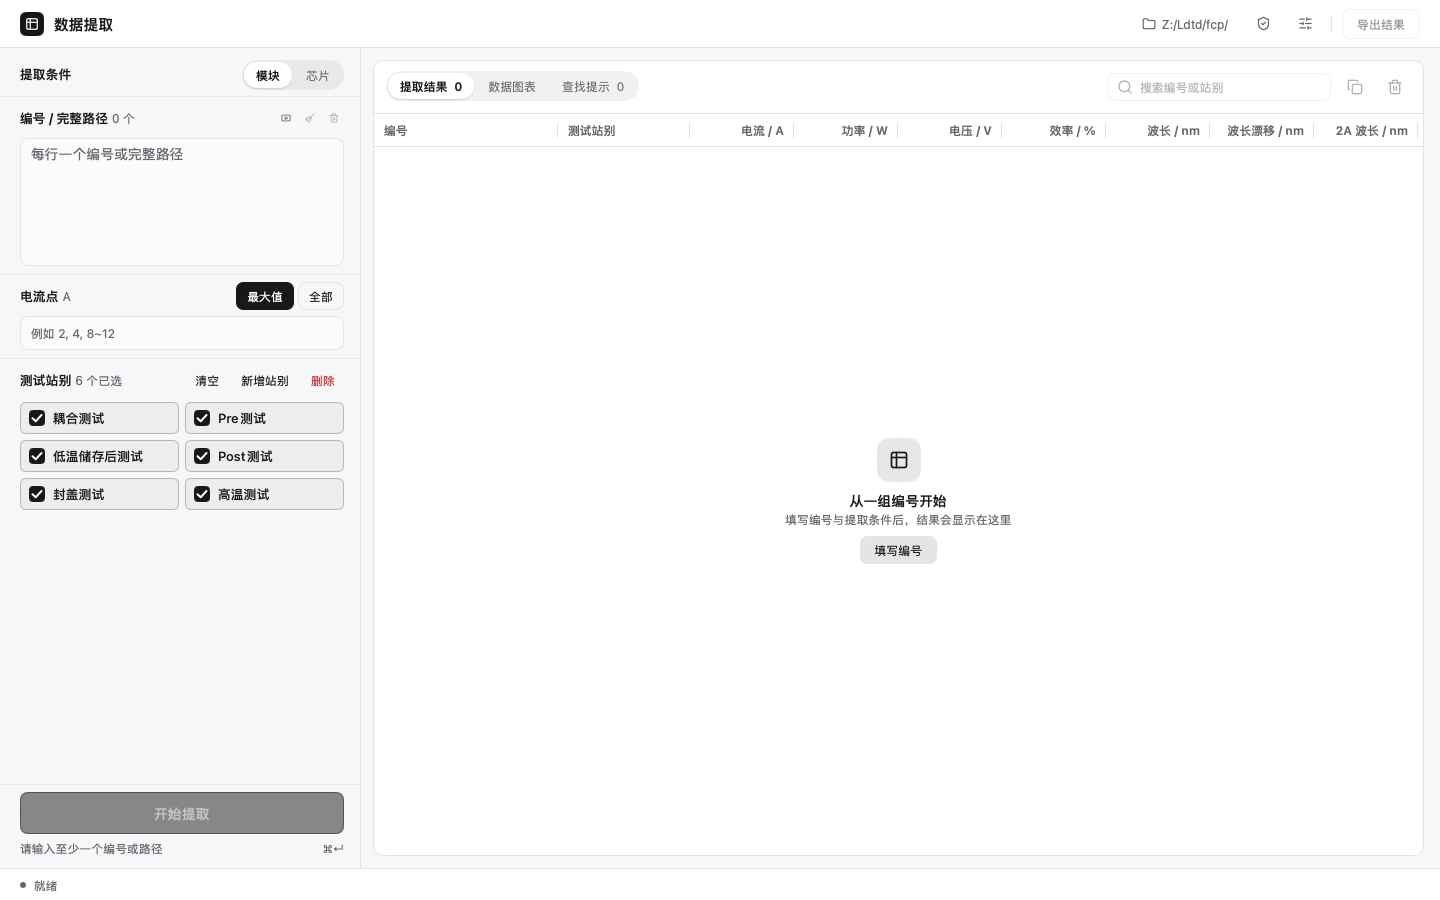 数据提取
Z:/Ldtd/fcp/
导出结果
提取条件
模块
芯片
编号 / 完整路径 0 个
每行一个编号或完整路径
电流点 A
最大值
全部
例如 2, 4, 8~12
测试站别 6 个已选
清空
新增站别
删除
耦合测试
Pre 测试
低温储存后测试
Post 测试
封盖测试
高温测试
开始提取
请输入至少一个编号或路径
⌘↵
提取结果 0
数据图表
查找提示 0
搜索编号或站别
编号
测试站别
电流 / A
功率 / W
电压 / V
效率 / %
波长 / nm
波长漂移 / nm
2A 波长 / nm
从一组编号开始
填写编号与提取条件后，结果会显示在这里
填写编号
就绪